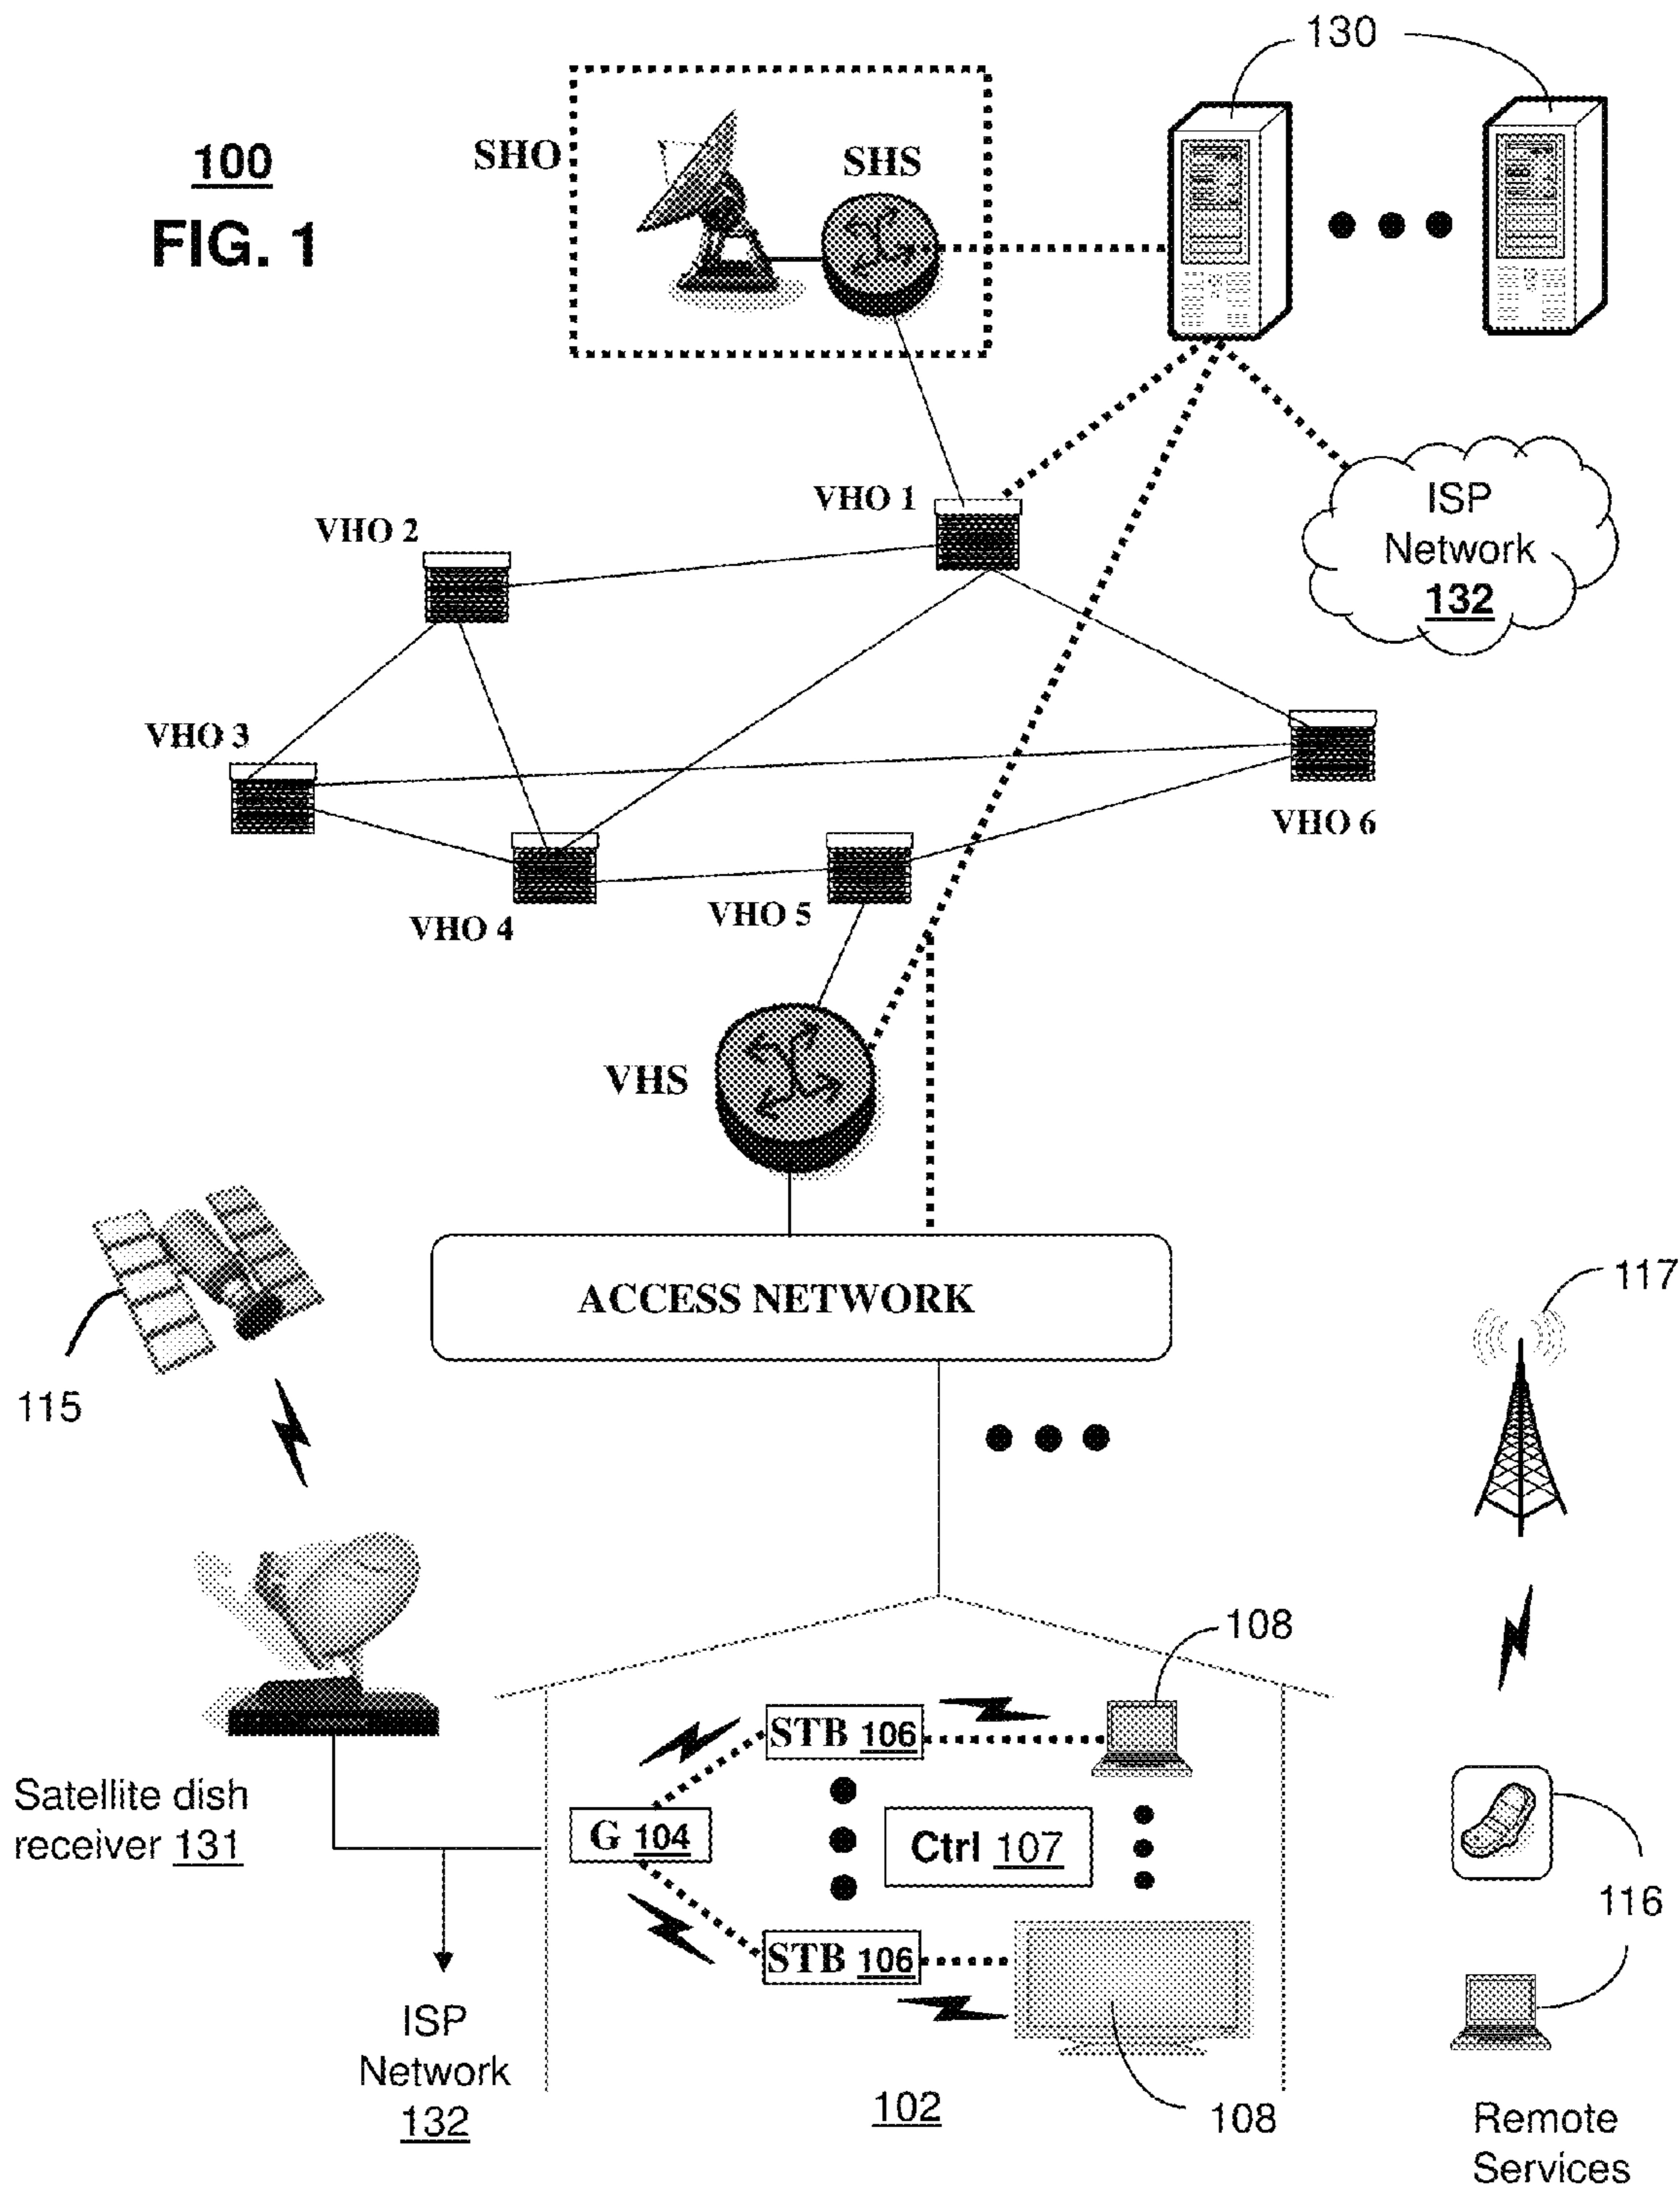 130
100
FIG. 1
SHO
SHS
VHO 1
ISP
Network
132
VHO 2
VHO 3
VHO 6
VHO 4
VHO 5
VHS
ACCESS NETWORK
117
115
108
STB 106
Satellite dish
receiver 131
G 104
Ctrl 107
116
STB 106
ISP
Network
132
102
108
Remote
Services